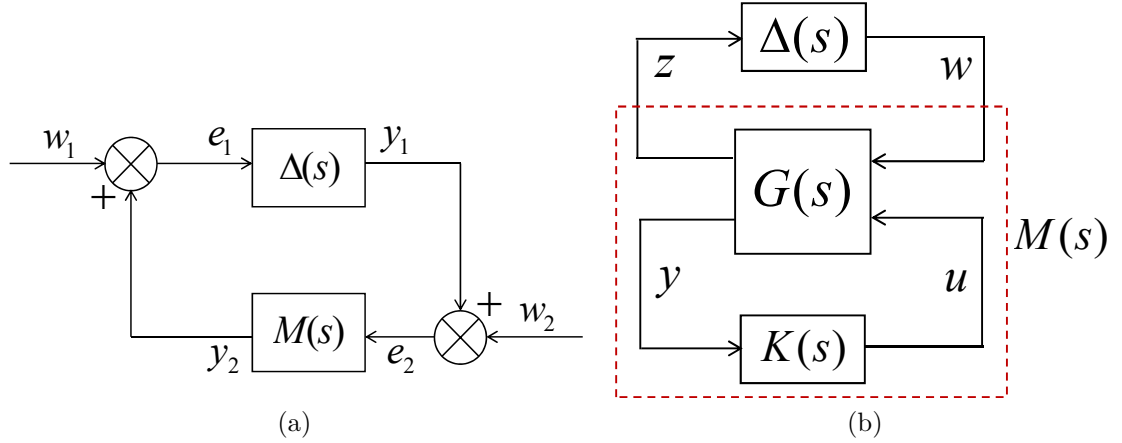 w₁
e₁
Δ(s)
y₁
+
M(s)
y₂
e₂
+
w₂
(a)
Δ(s)
z
w
G(s)
M(s)
y
u
K(s)
(b)